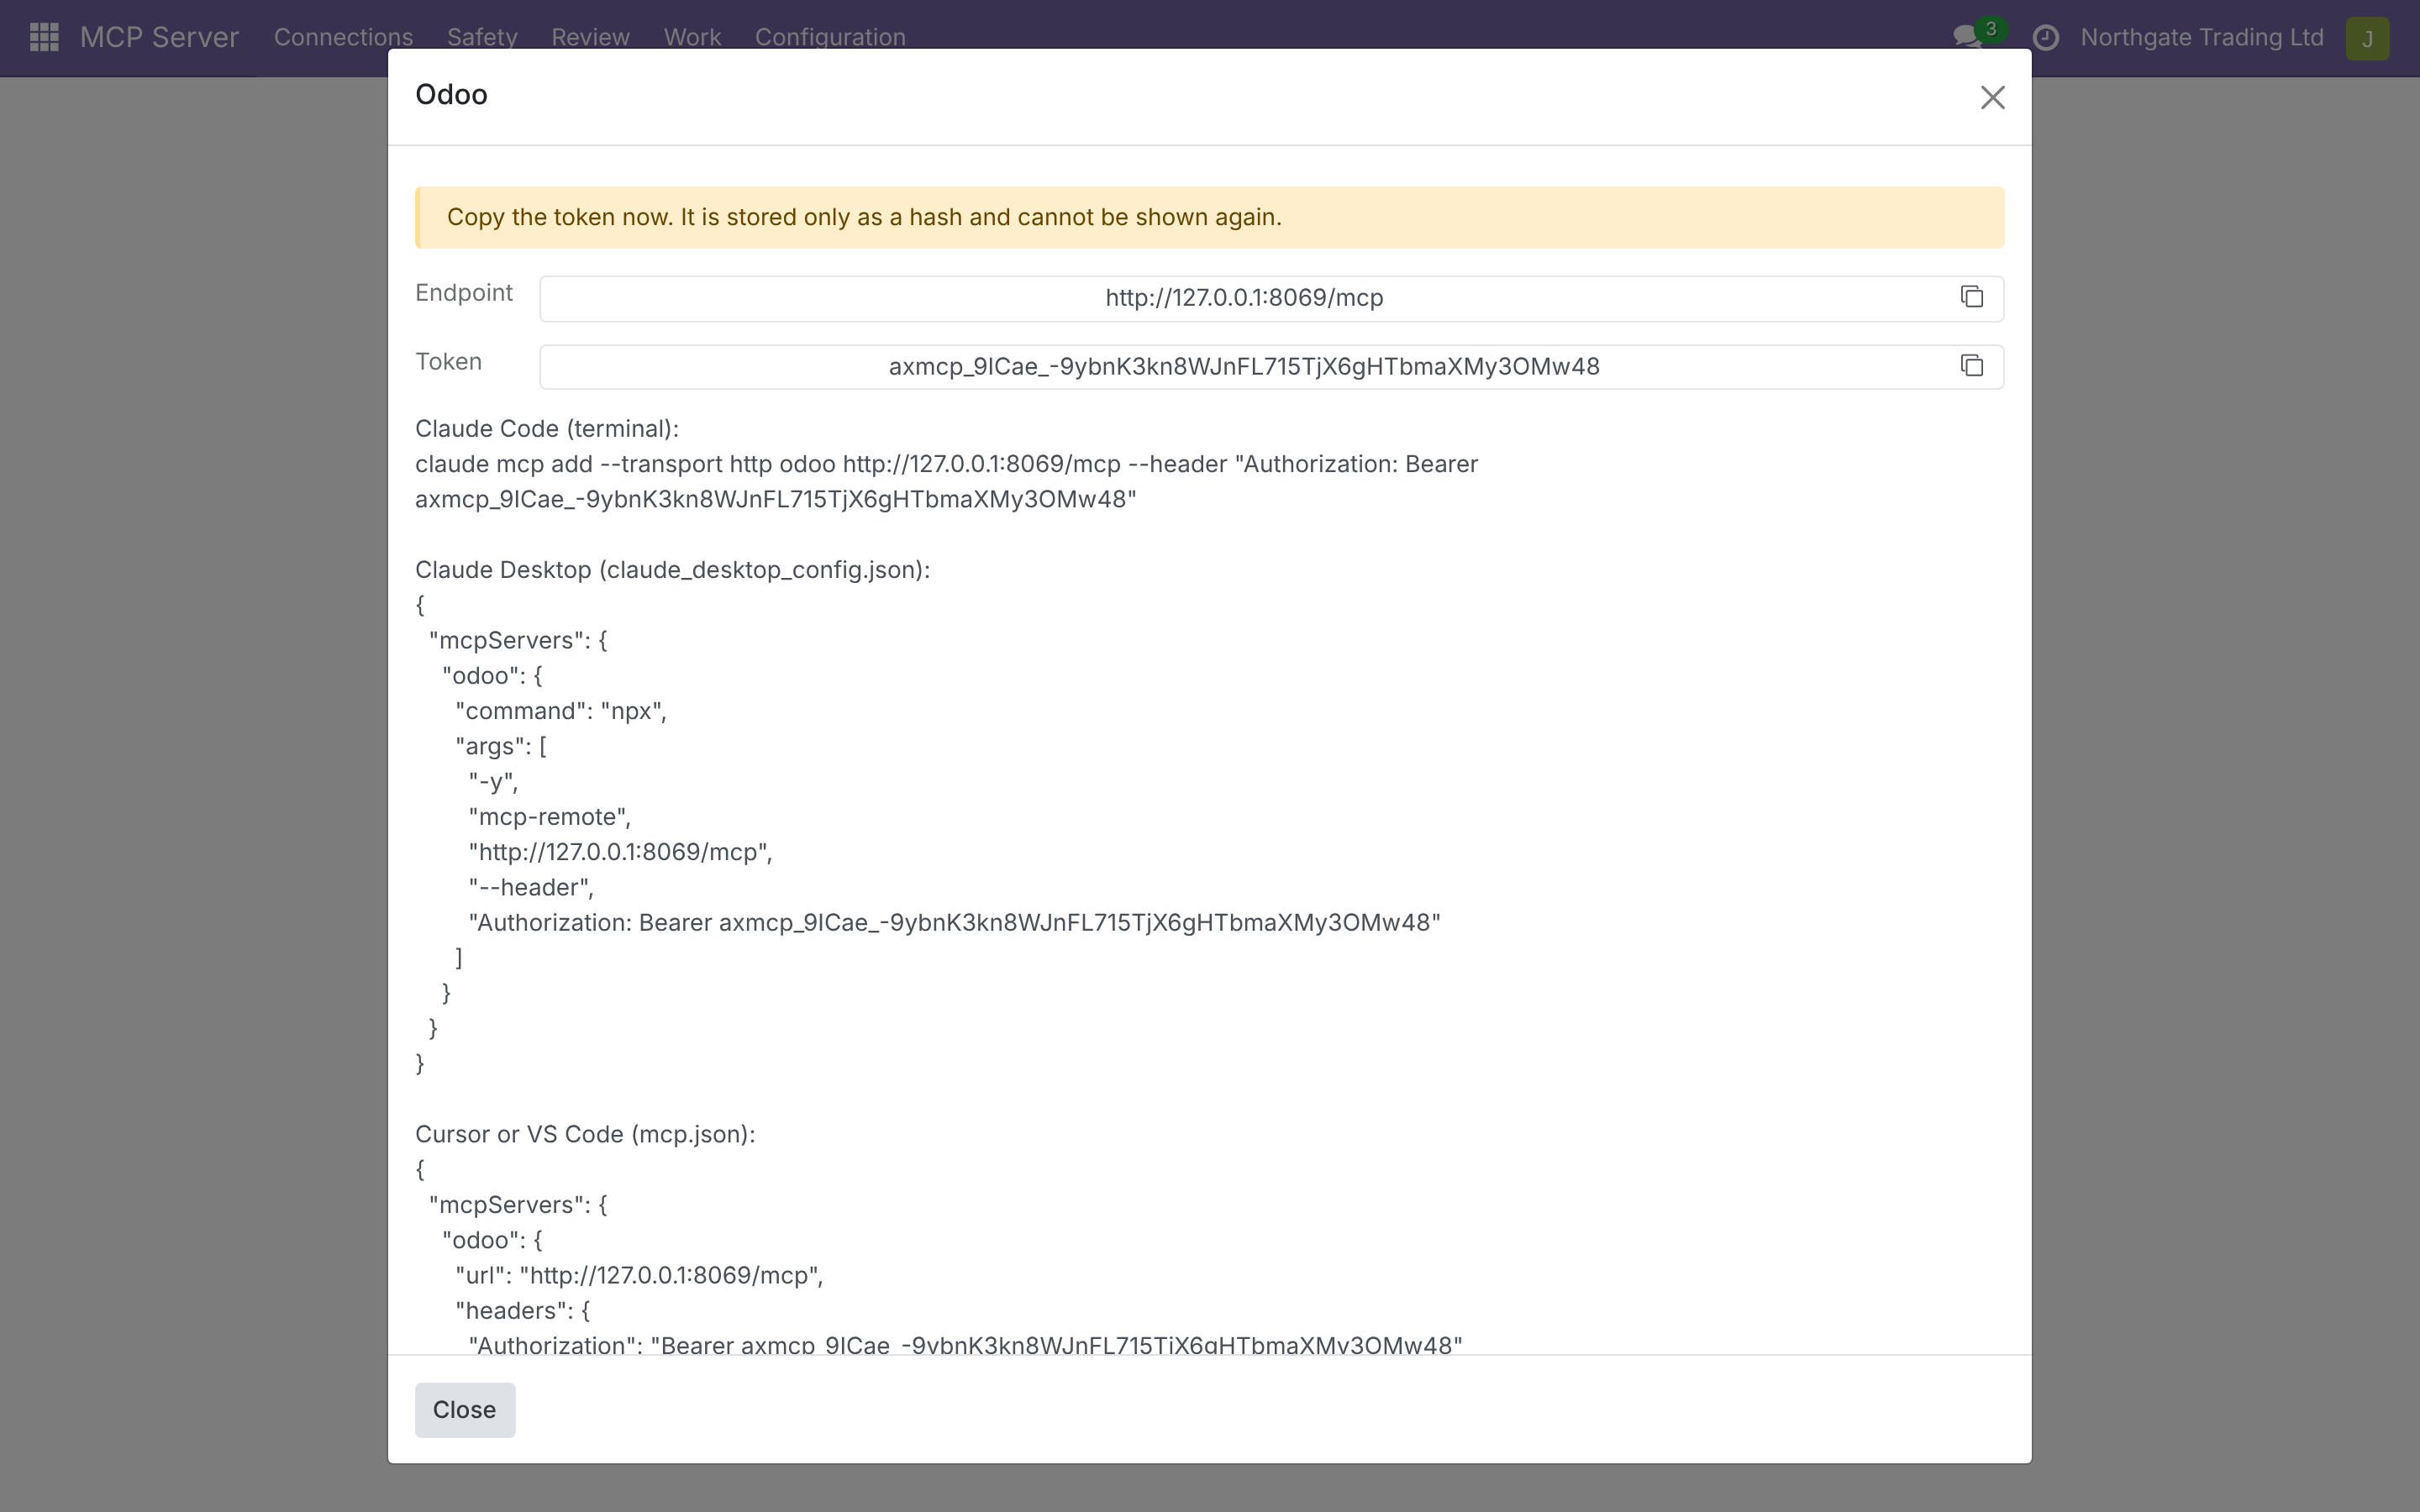 MCP Server Connections Safety Review Work Configuration 3 Northgate Trading Ltd J
Odoo
Copy the token now. It is stored only as a hash and cannot be shown again.
Endpoint http://127.0.0.1:8069/mcp
Token axmcp_9ICae_-9ybnK3kn8WJnFL715TjX6gHTbmaXMy3OMw48
Claude Code (terminal):
claude mcp add --transport http odoo http://127.0.0.1:8069/mcp --header "Authorization: Bearer
axmcp_9ICae_-9ybnK3kn8WJnFL715TjX6gHTbmaXMy3OMw48"
Claude Desktop (claude_desktop_config.json):
{
"mcpServers": {
"odoo": {
"command": "npx",
"args": [
"-y",
"mcp-remote",
"http://127.0.0.1:8069/mcp",
"--header",
"Authorization: Bearer axmcp_9ICae_-9ybnK3kn8WJnFL715TjX6gHTbmaXMy3OMw48"
]
}
}
}
Cursor or VS Code (mcp.json):
{
"mcpServers": {
"odoo": {
"url": "http://127.0.0.1:8069/mcp",
"headers": {
"Authorization": "Bearer axmcp_9ICae_-9ybnK3kn8WJnFL715TjX6gHTbmaXMy3OMw48"
Close